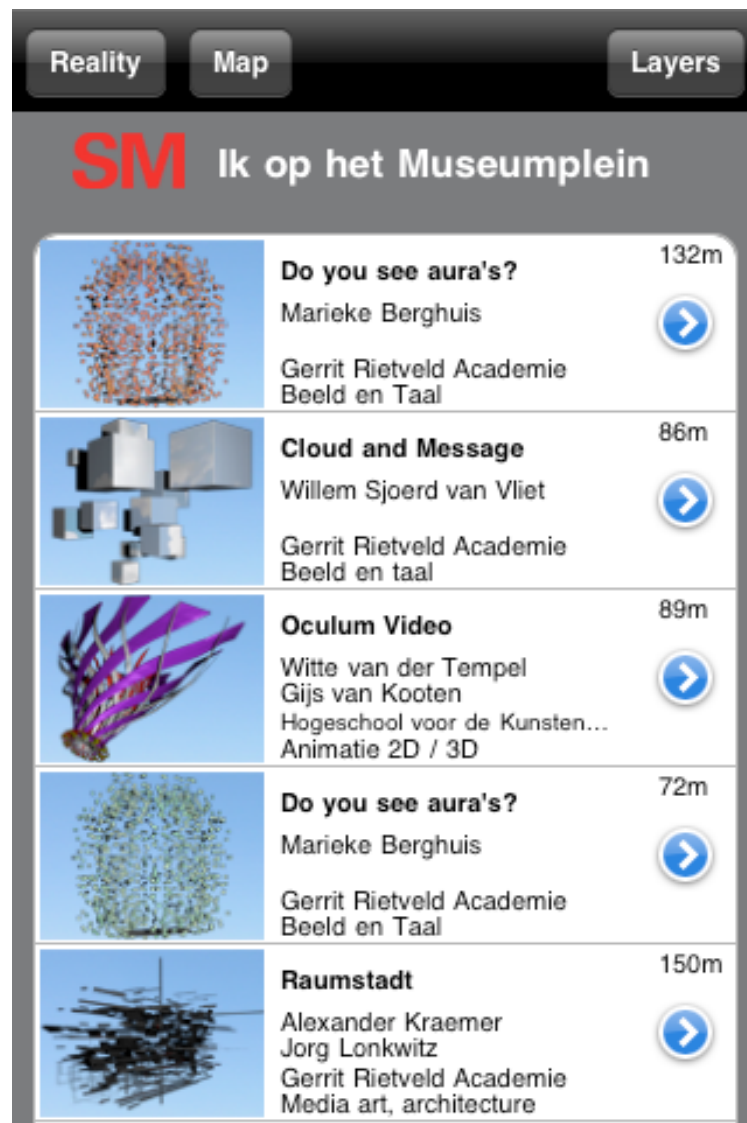 Reality
Map
Layers
SM Ik op het Museumplein
Do you see aura's?
132m
Marieke Berghuis
Gerrit Rietveld Academie
Beeld en Taal
Cloud and Message
86m
Willem Sjoerd van Vliet
Gerrit Rietveld Academie
Beeld en taal
Oculum Video
89m
Witte van der Tempel
Gijs van Kooten
Hogeschool voor de Kunsten...
Animatie 2D / 3D
Do you see aura's?
72m
Marieke Berghuis
Gerrit Rietveld Academie
Beeld en Taal
Raumstadt
150m
Alexander Kraemer
Jorg Lonkwitz
Gerrit Rietveld Academie
Media art, architecture